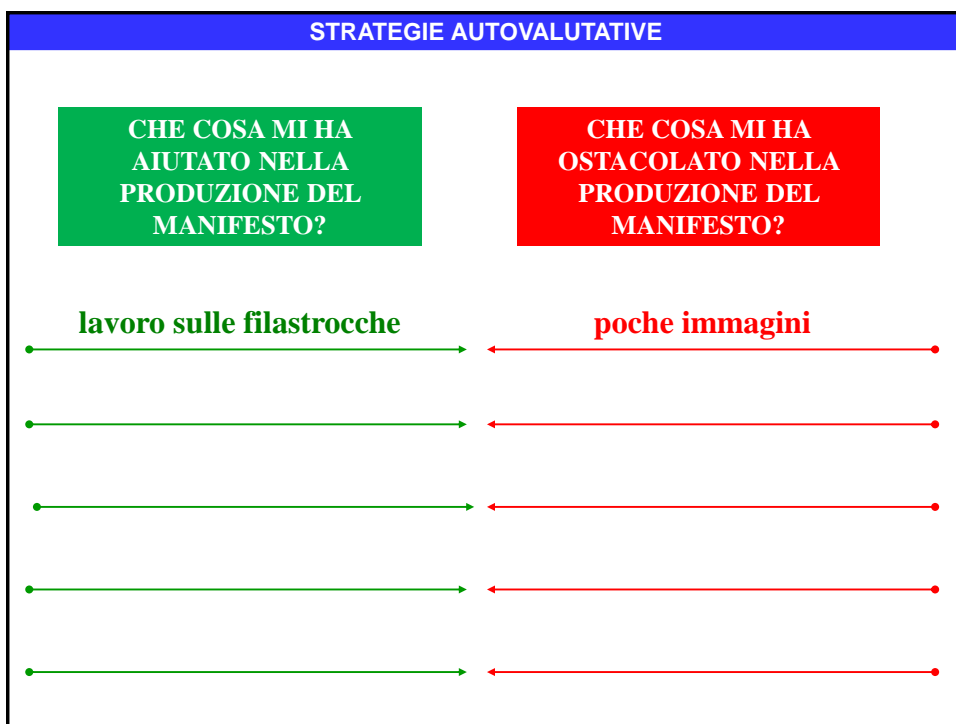 STRATEGIE AUTOVALUTATIVE
CHE COSA MI HA
AIUTATO NELLA
PRODUZIONE DEL
MANIFESTO?
CHE COSA MI HA
OSTACOLATO NELLA
PRODUZIONE DEL
MANIFESTO?
lavoro sulle filastrocche
poche immagini